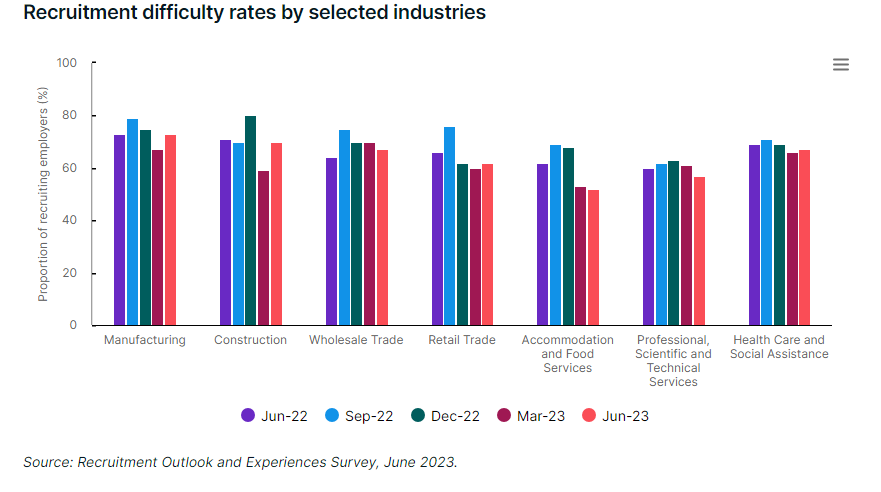 Recruitment difficulty rates by selected industries
Proportion of recruiting employers (%)
100
80
60
40
20
0
Manufacturing
Construction
Wholesale Trade
Retail Trade
Accommodation
and Food
Services
Professional,
Scientific and
Technical
Services
Health Care and
Social Assistance
Jun-22
Sep-22
Dec-22
Mar-23
Jun-23
Source: Recruitment Outlook and Experiences Survey, June 2023.